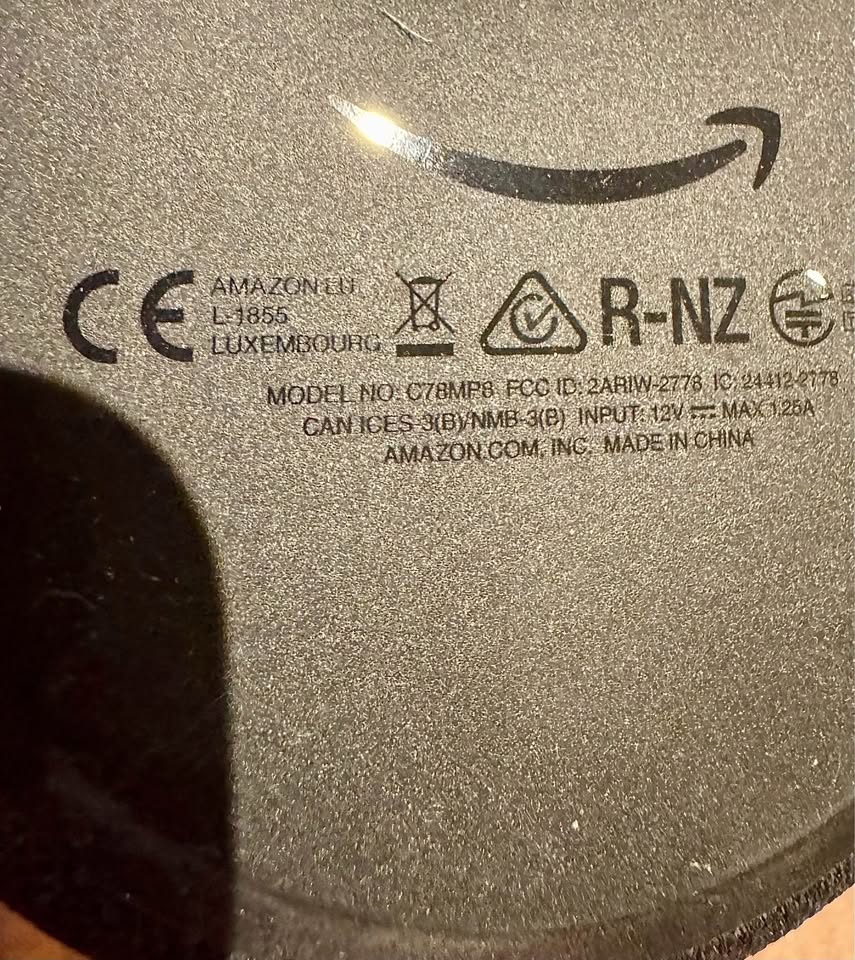 CE AMAZON EU
L-1855
LUXEMBOURG
R-NZ
MODEL NO: C78MP8 FCC ID: 2ARIW-2778 IC: 24412-2778
CAN ICES-3(B)/NMB-3(B) INPUT: 12V ⎓ MAX 1.25A
AMAZON.COM, INC. MADE IN CHINA